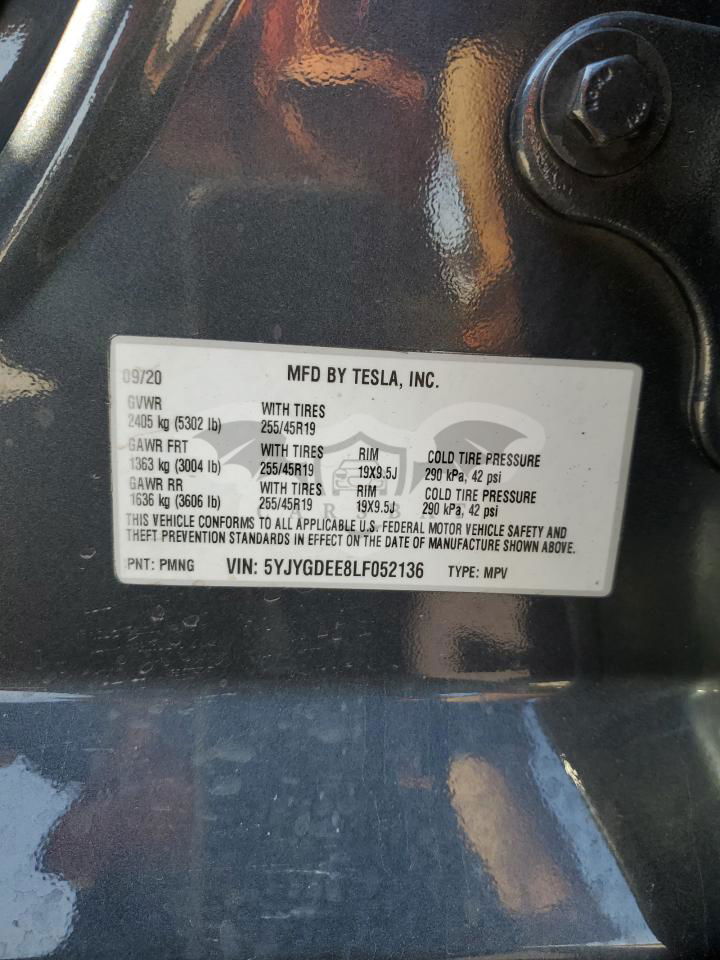 09/20 MFD BY TESLA, INC.
GVWR WITH TIRES
2405 kg (5302 lb) 255/45R19
GAWR FRT WITH TIRES RIM COLD TIRE PRESSURE
1363 kg (3004 lb) 255/45R19 19X9.5J 290 kPa, 42 psi
GAWR RR WITH TIRES RIM COLD TIRE PRESSURE
1636 kg (3606 lb) 255/45R19 19X9.5J 290 kPa, 42 psi
THIS VEHICLE CONFORMS TO ALL APPLICABLE U.S. FEDERAL MOTOR VEHICLE SAFETY AND
THEFT PREVENTION STANDARDS IN EFFECT ON THE DATE OF MANUFACTURE SHOWN ABOVE.
PNT: PMNG VIN: 5YJYGDEE8LF052136 TYPE: MPV